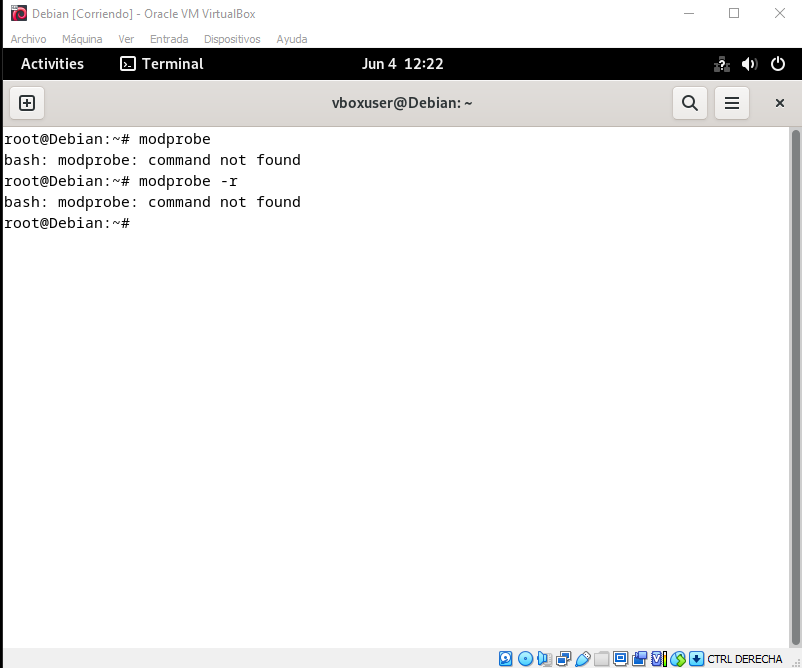 Debian [Corriendo] - Oracle VM VirtualBox
Archivo Máquina Ver Entrada Dispositivos Ayuda
Activities Terminal Jun 4 12:22
vboxuser@Debian: ~
root@Debian:~# modprobe
bash: modprobe: command not found
root@Debian:~# modprobe -r
bash: modprobe: command not found
root@Debian:~#
CTRL DERECHA